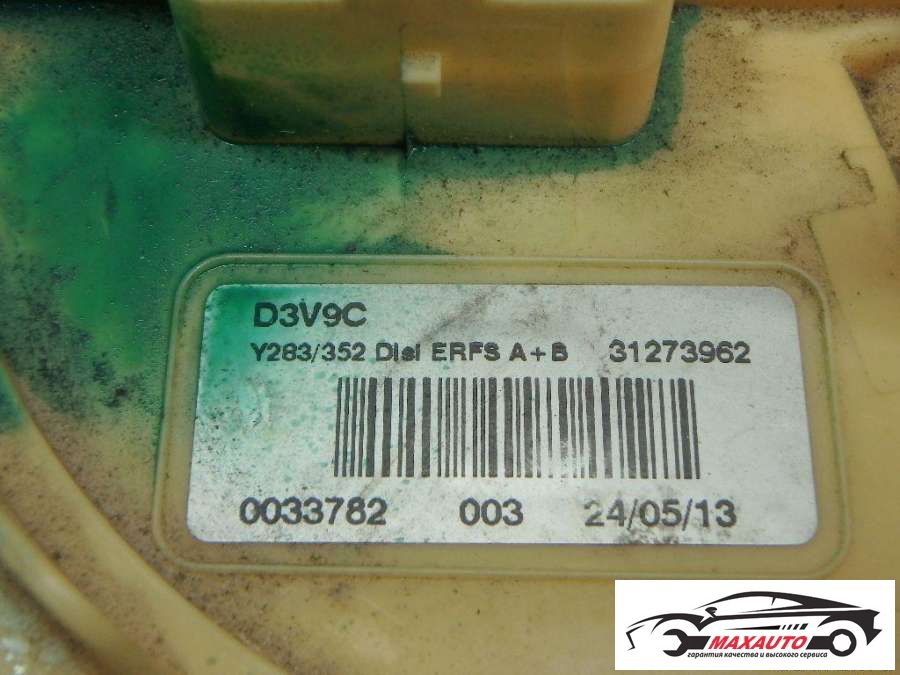 D3V9C
Y283/352 Disl ERFS A+B 31273962
0033782 003 24/05/13
MAXAUTO
гарантия качества и высокого сервиса